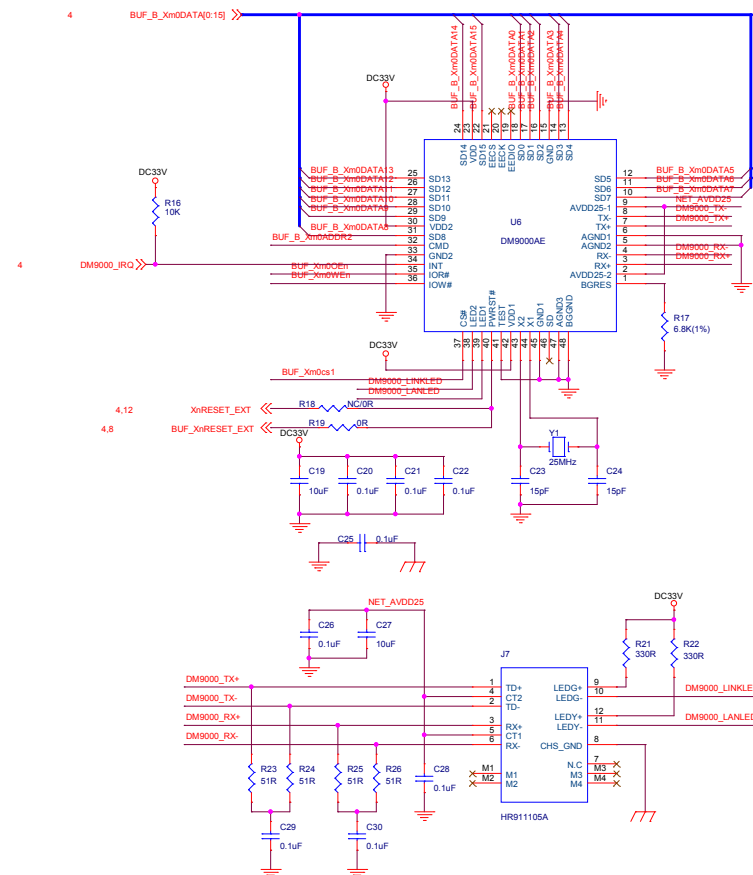 4 BUF_B_Xm0DATA[0:15]
BUF_B_Xm0DATA14
BUF_B_Xm0DATA15
BUF_B_Xm0DATA0
BUF_B_Xm0DATA1
BUF_B_Xm0DATA2
BUF_B_Xm0DATA3
BUF_B_Xm0DATA4
DC33V
24 23 22 21 20 19 18 17 16 15 14 13
SD14 VDD SD15 EECS EECK EEDIO SD0 SD1 SD2 GND SD3 SD4
DC33V
R16
10K
BUF_B_Xm0DATA13 25 SD13
BUF_B_Xm0DATA12 26 SD12
BUF_B_Xm0DATA11 27 SD11
BUF_B_Xm0DATA10 28 SD10
BUF_B_Xm0DATA9 29 SD9
30 VDD2
BUF_B_Xm0DATA8 31 SD8
BUF_B_Xm0ADDR2 32 CMD
33 GND2
4 DM9000_IRQ 34 INT
BUF_Xm0OEn 35 IOR#
BUF_Xm0WEn 36 IOW#
U6
DM9000AE
SD5 12 BUF_B_Xm0DATA5
SD6 11 BUF_B_Xm0DATA6
SD7 10 BUF_B_Xm0DATA7
AVDD25-1 9 NET_AVDD25
TX- 8 DM9000_TX-
TX+ 7 DM9000_TX+
AGND1 6
AGND2 5
RX- 4 DM9000_RX-
RX+ 3 DM9000_RX+
AVDD25-2 2
BGRES 1
R17
6.8K(1%)
CS# LED2 LED1 PWREST# TEST VDD1 X2 X1 GND1 SD AGND3 BGGND
37 38 39 40 41 42 43 44 45 46 47 48
DC33V
BUF_Xm0cs1
DM9000_LINKLED
DM9000_LANLED
4,12 XnRESET_EXT R18 NC/0R
4,8 BUF_XnRESET_EXT R19 0R
DC33V
Y1
25MHz
C19
10uF
C20
0.1uF
C21
0.1uF
C22
0.1uF
C23
15pF
C24
15pF
C25 0.1uF
NET_AVDD25
C26
0.1uF
C27
10uF
DC33V
R21
330R
R22
330R
J7
DM9000_TX+ 1 TD+
4 CT2
DM9000_TX- 2 TD-
DM9000_RX+ 3 RX+
5 CT1
DM9000_RX- 6 RX-
M1 M1
M2 M2
LEDG+ 9
LEDG- 10 DM9000_LINKLE
LEDY+ 12
LEDY- 11 DM9000_LANLED
CHS_GND 8
N.C 7
M3 M3
M4 M4
HR911105A
R23
51R
R24
51R
R25
51R
R26
51R
C28
0.1uF
C29
0.1uF
C30
0.1uF